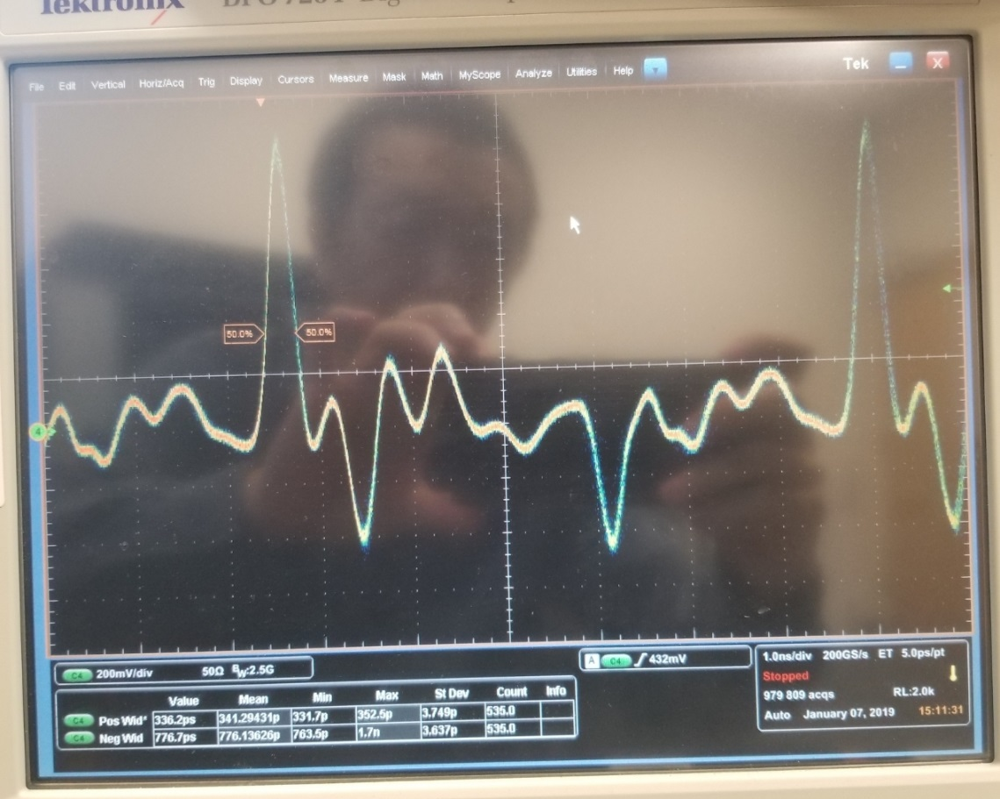 Tektronix
File Edit Vertical Horiz/Acq Trig Display Cursors Measure Mask Math MyScope Analyze Utilities Help
Tek
X
50.0% 50.0%
4
C4 200mV/div 50Ω BW:2.5G
A C4 432mV
1.0ns/div 200GS/s ET 5.0ps/pt
Stopped
979 809 acqs RL:2.0k
Auto January 07, 2019 15:11:31
Value Mean Min Max St Dev Count Info
C4 Pos Wid* 336.2ps 341.29431p 331.7p 352.5p 3.749p 535.0
C4 Neg Wid 776.7ps 776.13626p 763.5p 1.7n 3.637p 535.0